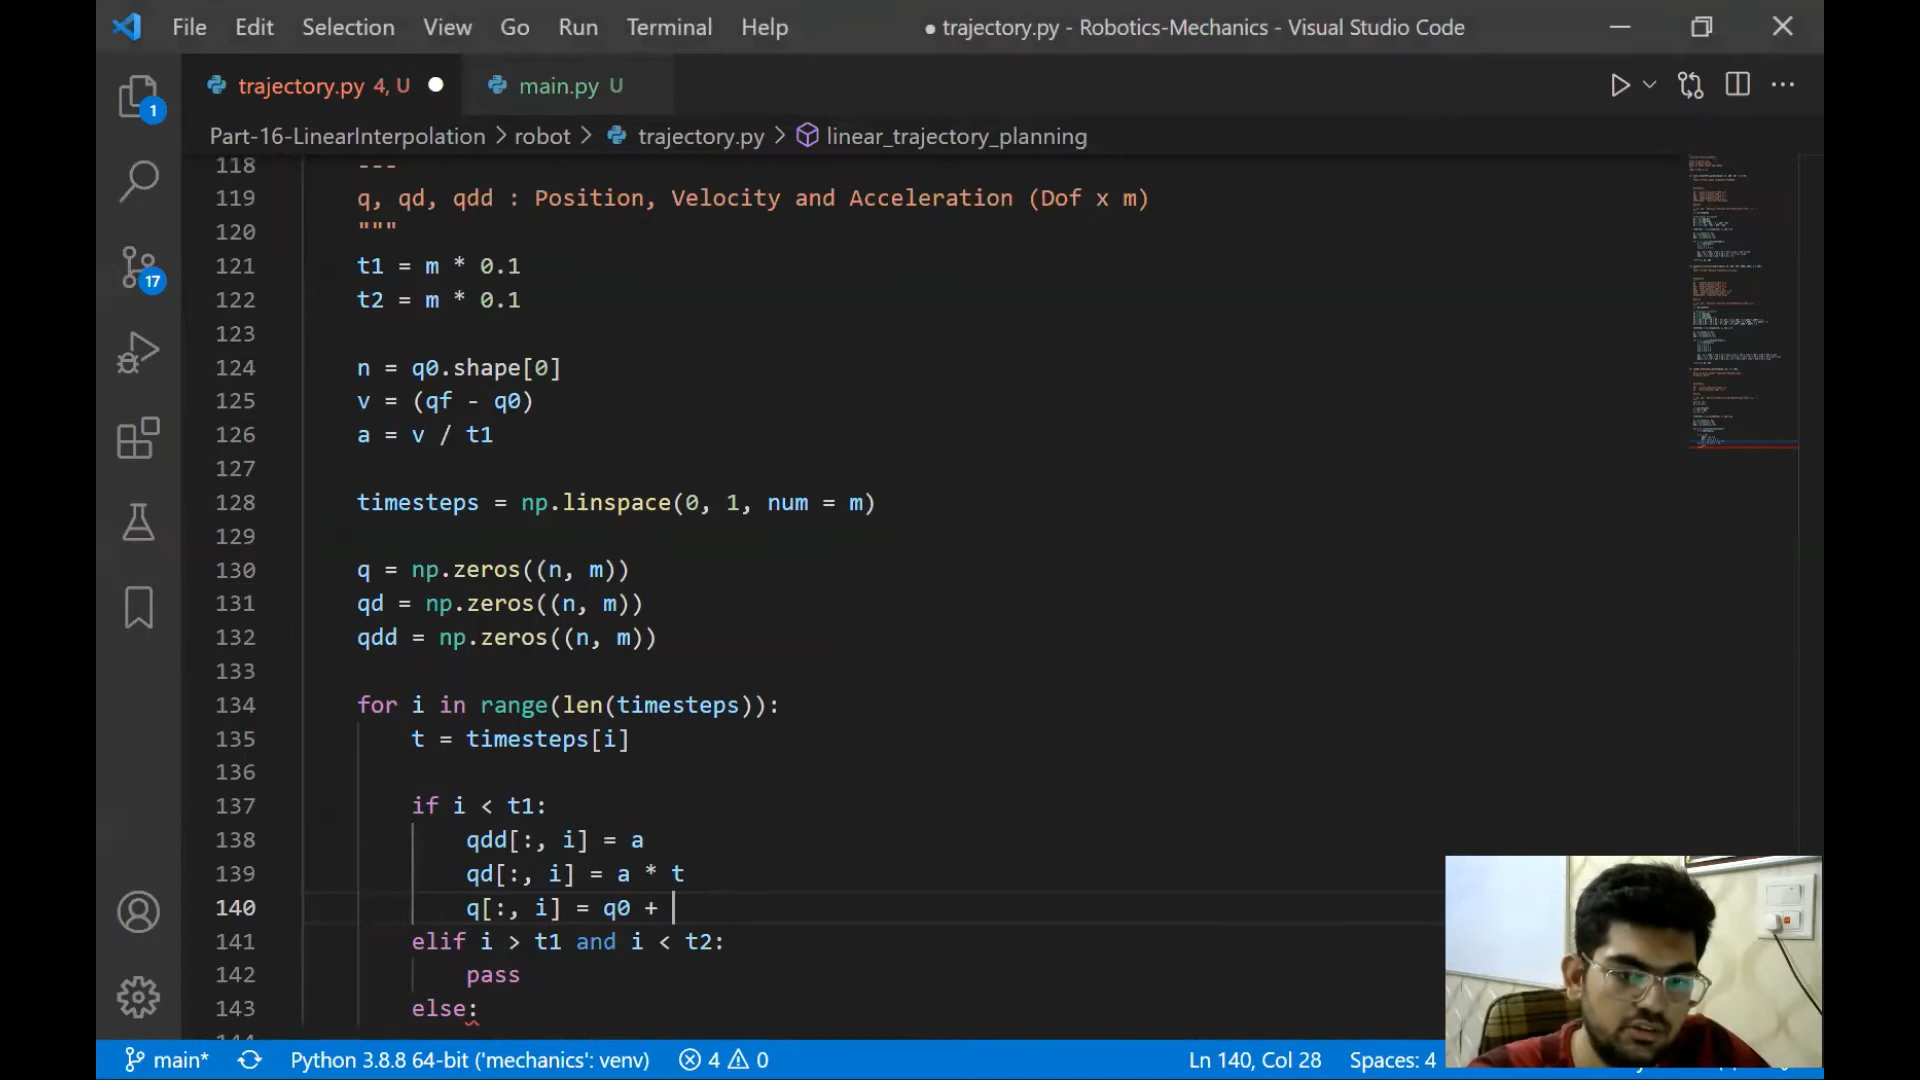 File Edit Selection View Go Run Terminal Help ● trajectory.py - Robotics-Mechanics - Visual Studio Code
trajectory.py 4, U ● main.py U
Part-16-LinearInterpolation > robot > trajectory.py > linear_trajectory_planning
118 ---
119 q, qd, qdd : Position, Velocity and Acceleration (Dof x m)
120 """
121 t1 = m * 0.1
122 t2 = m * 0.1
123
124 n = q0.shape[0]
125 v = (qf - q0)
126 a = v / t1
127
128 timesteps = np.linspace(0, 1, num = m)
129
130 q = np.zeros((n, m))
131 qd = np.zeros((n, m))
132 qdd = np.zeros((n, m))
133
134 for i in range(len(timesteps)):
135 t = timesteps[i]
136
137 if i < t1:
138 qdd[:, i] = a
139 qd[:, i] = a * t
140 q[:, i] = q0 +
141 elif i > t1 and i < t2:
142 pass
143 else:
1
17
main* Python 3.8.8 64-bit ('mechanics': venv) 4 0 Ln 140, Col 28 Spaces: 4